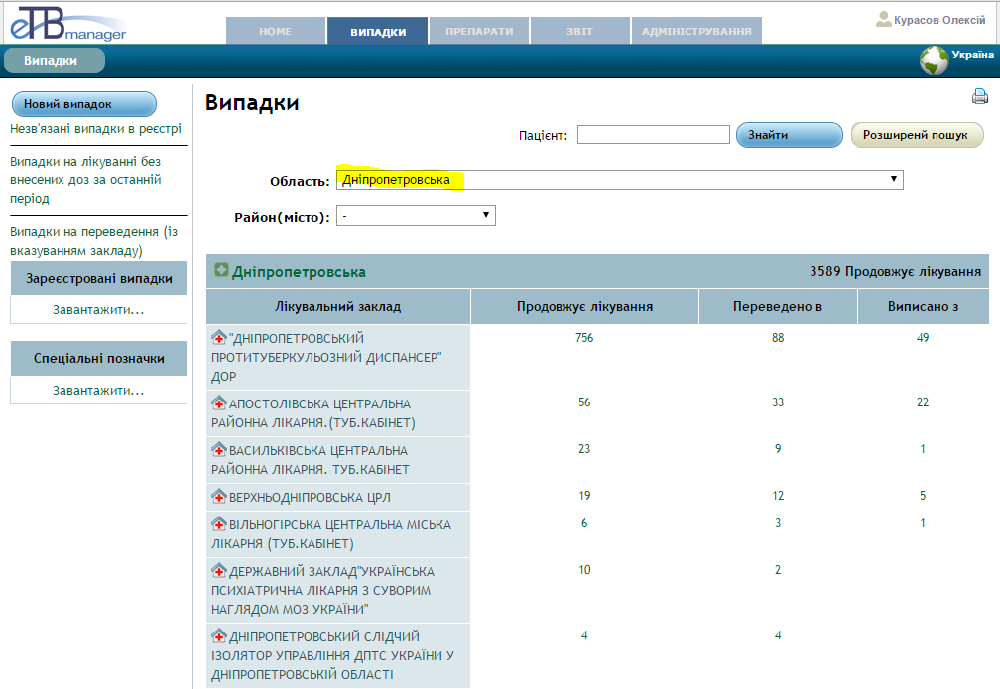 eTBmanager
HOME
ВИПАДКИ
ПРЕПАРАТИ
ЗВІТ
АДМІНІСТРУВАННЯ
Курасов Олексій
Випадки
Україна
Новий випадок
Незв'язані випадки в реєстрі
Випадки на лікуванні без
внесених доз за останній
період
Випадки на переведення (із
вказуванням закладу)
Зареєстровані випадки
Завантажити...
Спеціальні позначки
Завантажити...
Випадки
Пацієнт:
Знайти
Розширенй пошук
Область:
Дніпропетровська
Район(місто):
-
Дніпропетровська
3589 Продовжує лікування
Лікувальний заклад
Продовжує лікування
Переведено в
Виписано з
"ДНІПРОПЕТРОВСЬКИЙ
ПРОТИТУБЕРКУЛЬОЗНИЙ ДИСПАНСЕР"
ДОР
756
88
49
АПОСТОЛІВСЬКА ЦЕНТРАЛЬНА
РАЙОННА ЛІКАРНЯ.(ТУБ.КАБІНЕТ)
56
33
22
ВАСИЛЬКІВСЬКА ЦЕНТРАЛЬНА
РАЙОННА ЛІКАРНЯ. ТУБ.КАБІНЕТ
23
9
1
ВЕРХНЬОДНІПРОВСЬКА ЦРЛ
19
12
5
ВІЛЬНОГІРСЬКА ЦЕНТРАЛЬНА МІСЬКА
ЛІКАРНЯ (ТУБ.КАБІНЕТ)
6
3
1
ДЕРЖАВНИЙ ЗАКЛАД"УКРАЇНСЬКА
ПСИХІАТРИЧНА ЛІКАРНЯ З СУВОРИМ
НАГЛЯДОМ МОЗ УКРАЇНИ"
10
2
ДНІПРОПЕТРОВСЬКИЙ СЛІДЧИЙ
ІЗОЛЯТОР УПРАВЛІННЯ ДПТС УКРАЇНИ У
ДНІПРОПЕТРОВСЬКІЙ ОБЛАСТІ
4
4